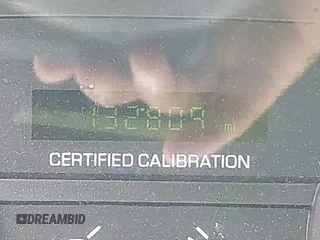 132809 mi
CERTIFIED CALIBRATION
DREAMBID